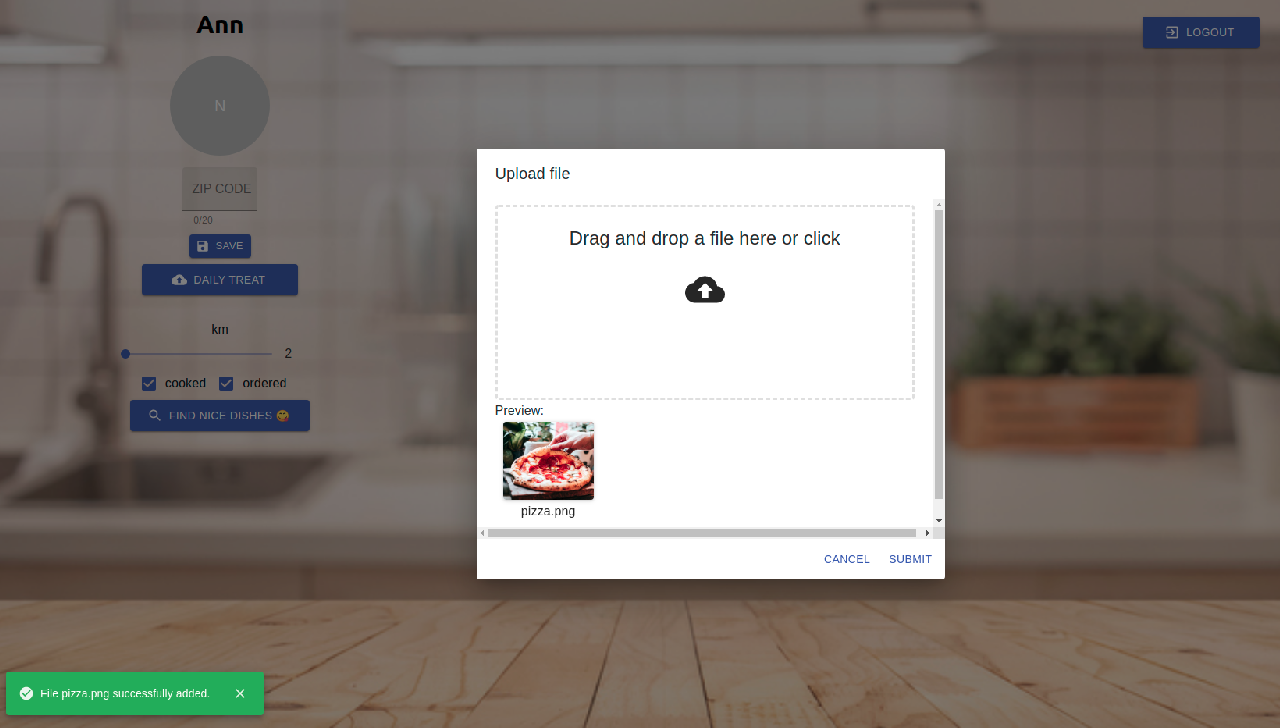 Ann
LOGOUT
N
ZIP CODE
0/20
SAVE
DAILY TREAT
km
2
cooked
ordered
FIND NICE DISHES 😋
Upload file
Drag and drop a file here or click
Preview:
pizza.png
CANCEL
SUBMIT
File pizza.png successfully added.